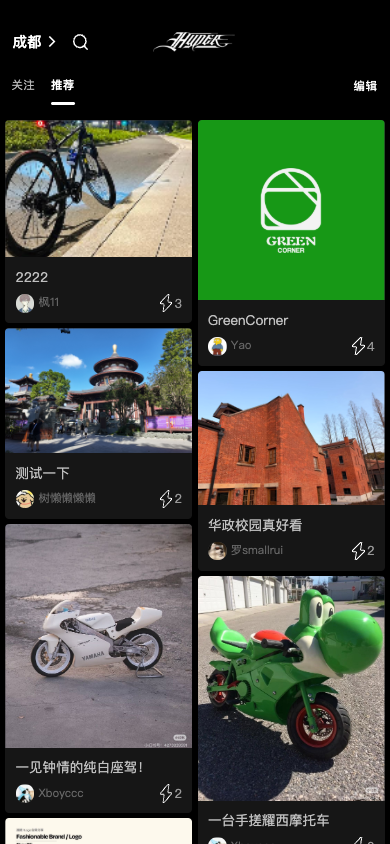 成都
HYPER
关注
推荐
编辑
2222
枫11
3
GREEN
CORNER
GreenCorner
Yao
4
测试一下
树懒懒懒懒
2
华政校园真好看
罗smallrui
2
YAMAHA
一见钟情的纯白座驾！
Xboyccc
2
一台手搓耀西摩托车
Fashionable Brand / Logo